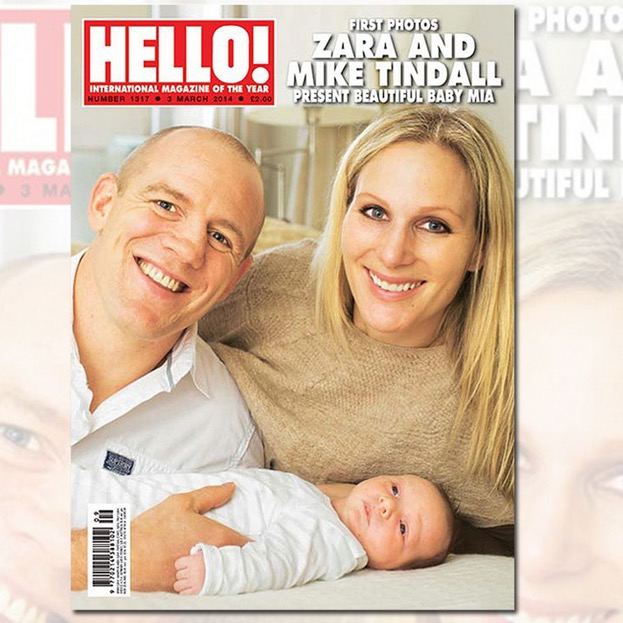 HELLO!
INTERNATIONAL MAGAZINE OF THE YEAR
NUMBER 1317 • 3 MARCH 2014 • £2.00
FIRST PHOTOS
ZARA AND
MIKE TINDALL
PRESENT BEAUTIFUL BABY MIA
09